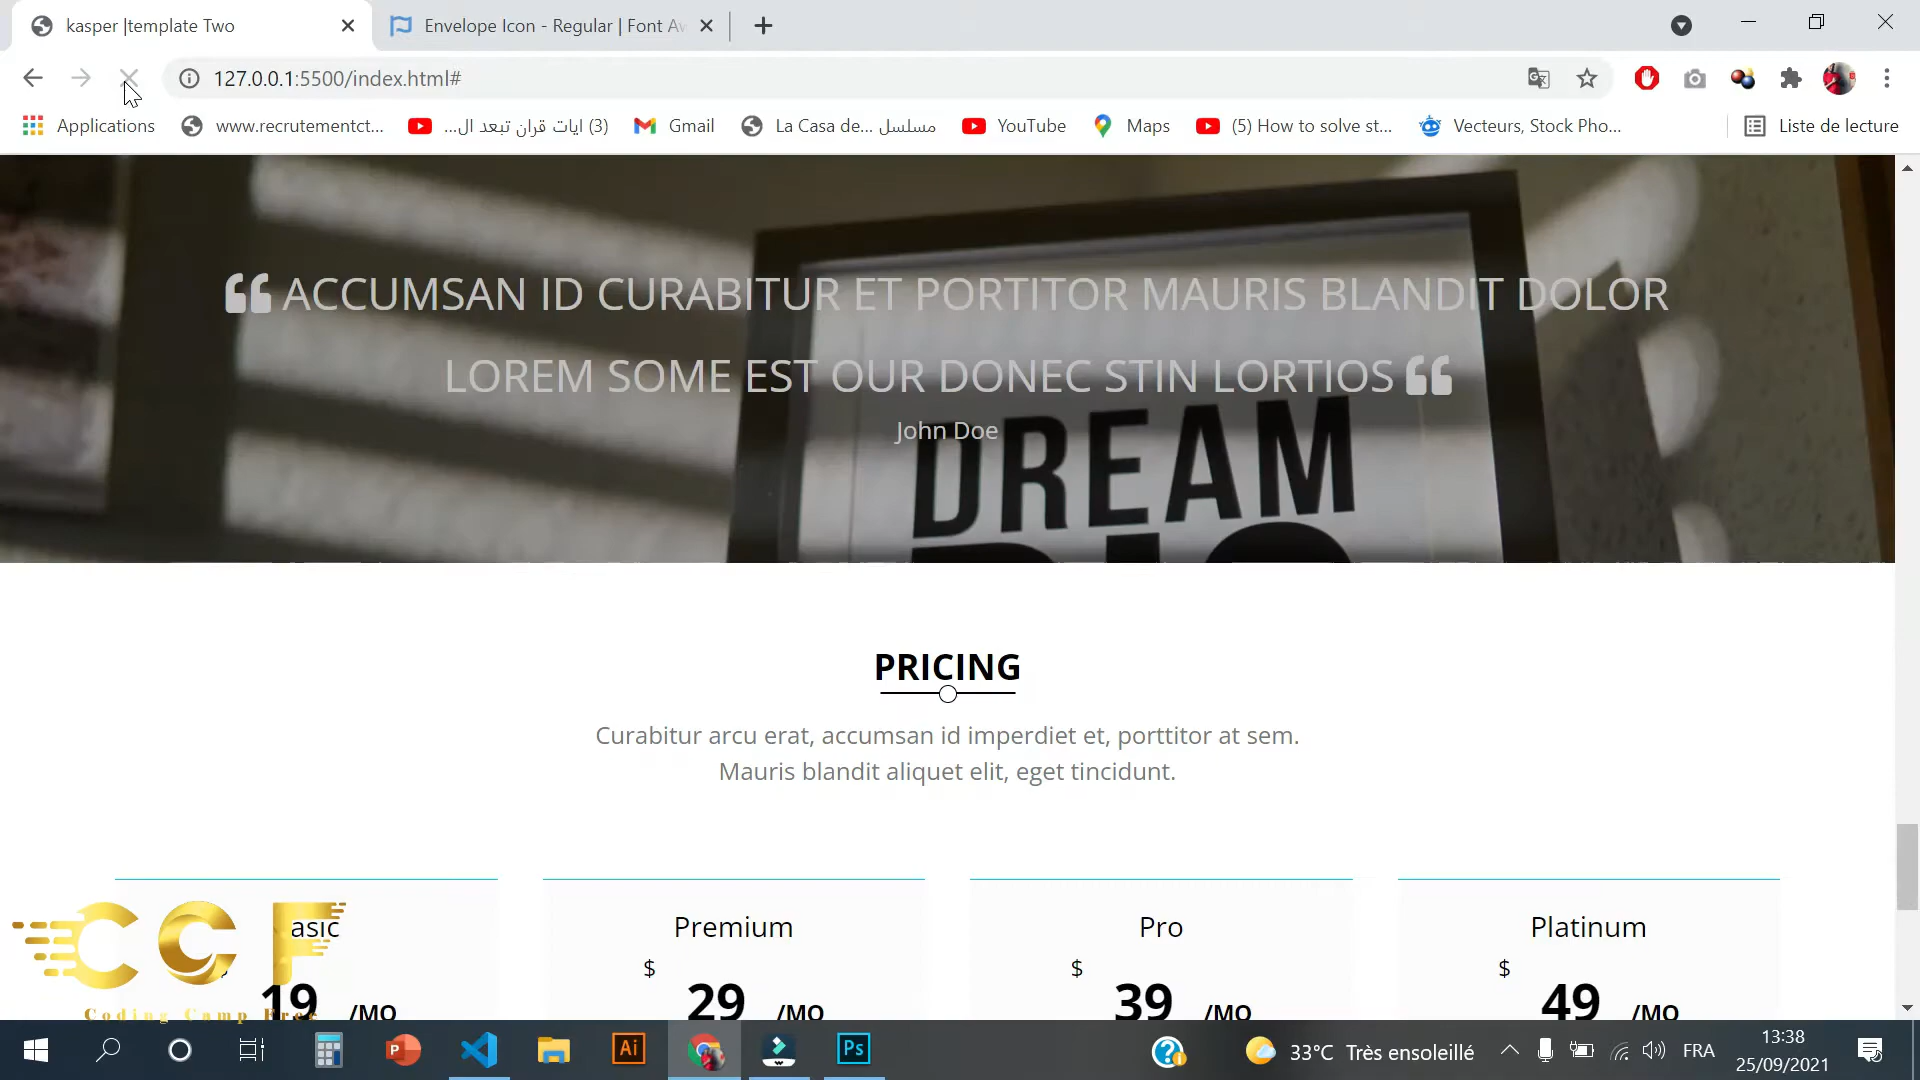 kasper |template Two
Envelope Icon - Regular | Font Aw
127.0.0.1:5500/index.html#
Applications
www.recrutementct...
(3) ايات قران تبعد ال...
Gmail
La Casa de... مسلسل
YouTube
Maps
(5) How to solve st...
Vecteurs, Stock Pho...
Liste de lecture
ACCUMSAN ID CURABITUR ET PORTITOR MAURIS BLANDIT DOLOR
LOREM SOME EST OUR DONEC STIN LORTIOS
John Doe
DREAM
PRICING
Curabitur arcu erat, accumsan id imperdiet et, porttitor at sem.
Mauris blandit aliquet elit, eget tincidunt.
asic
Premium
Pro
Platinum
$
$
$
19 /MO
29 /MO
39 /MO
49 /MO
CCF
Coding Camp Free
33°C Très ensoleillé
FRA
13:38
25/09/2021